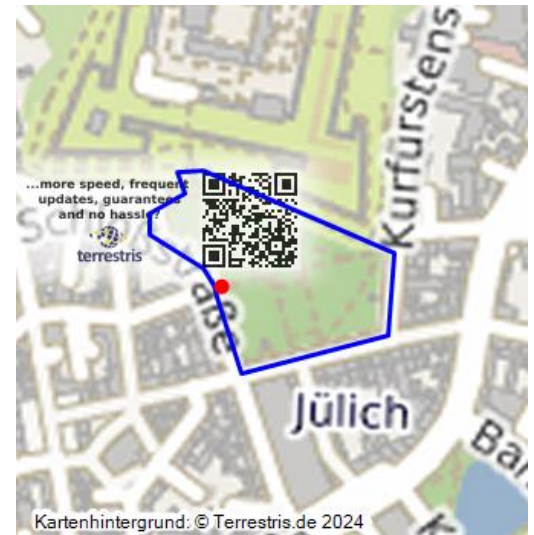 Kurfürstens
...more speed, frequent
updates, guarantees
and no hassle?
terrestris
aße
Jülich
Ba
K
Kartenhintergrund: © Terrestris.de 2024